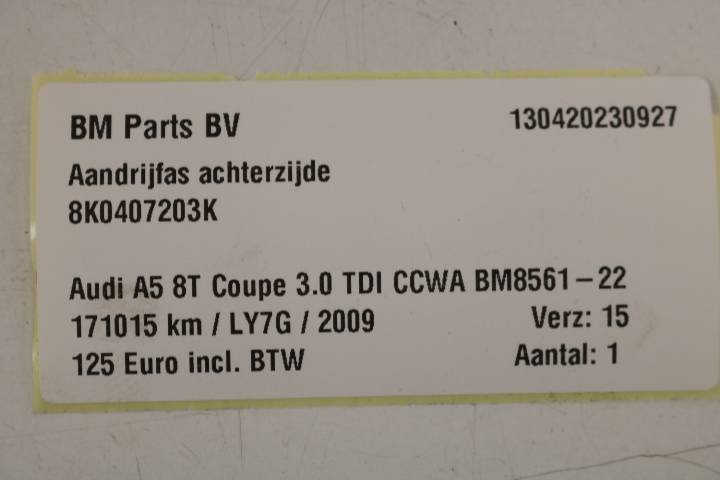 BM Parts BV 130420230927
Aandrijfas achterzijde
8K0407203K
Audi A5 8T Coupe 3.0 TDI CCWA BM8561-22
171015 km / LY7G / 2009 Verz: 15
125 Euro incl. BTW Aantal: 1